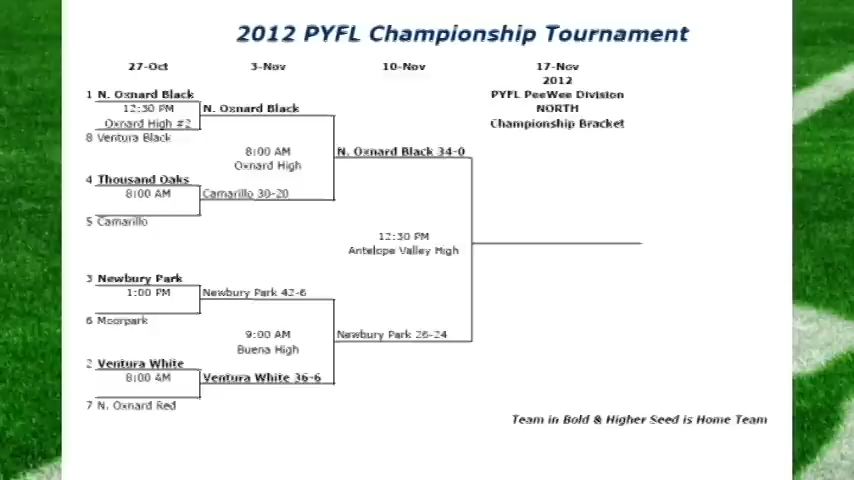 2012 PYFL Championship Tournament
27-Oct 3-Nov 10-Nov 17-Nov
2012
PYFL PeeWee Division
NORTH
Championship Bracket
1 N. Oxnard Black
12:30 PM
Oxnard High #2
8 Ventura Black
N. Oxnard Black
8:00 AM
Oxnard High
4 Thousand Oaks
8:00 AM
5 Camarillo
Camarillo 30-20
N. Oxnard Black 34-0
12:30 PM
Antelope Valley High
3 Newbury Park
1:00 PM
6 Moorpark
Newbury Park 42-6
9:00 AM
Buena High
2 Ventura White
8:00 AM
7 N. Oxnard Red
Ventura White 36-6
Newbury Park 26-24
Team in Bold & Higher Seed is Home Team